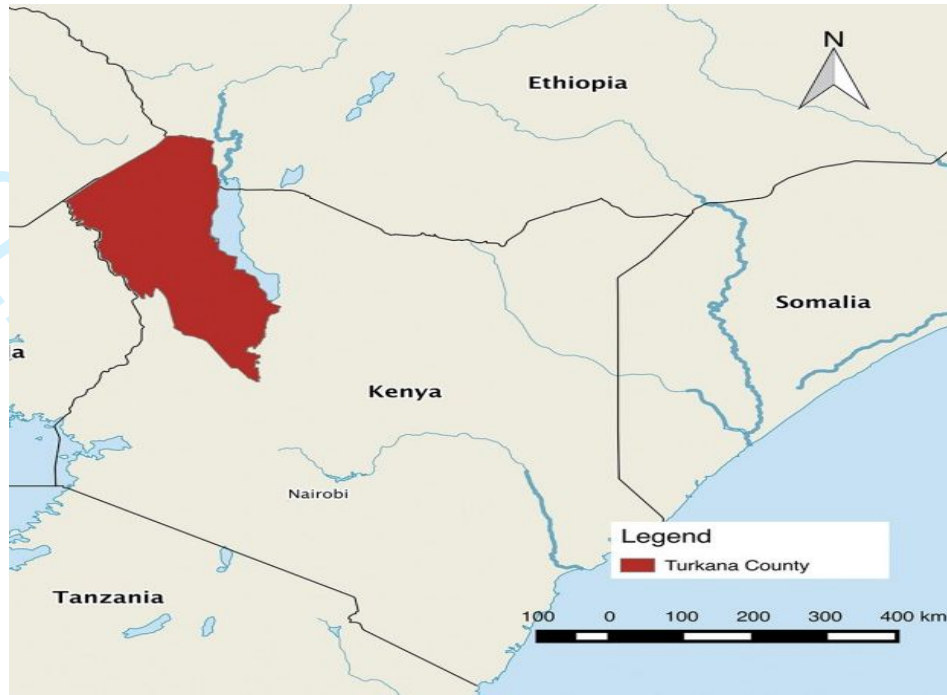 N
Ethiopia
Somalia
a
Kenya
Nairobi
Legend
Turkana County
Tanzania
100 0 100 200 300 400 km